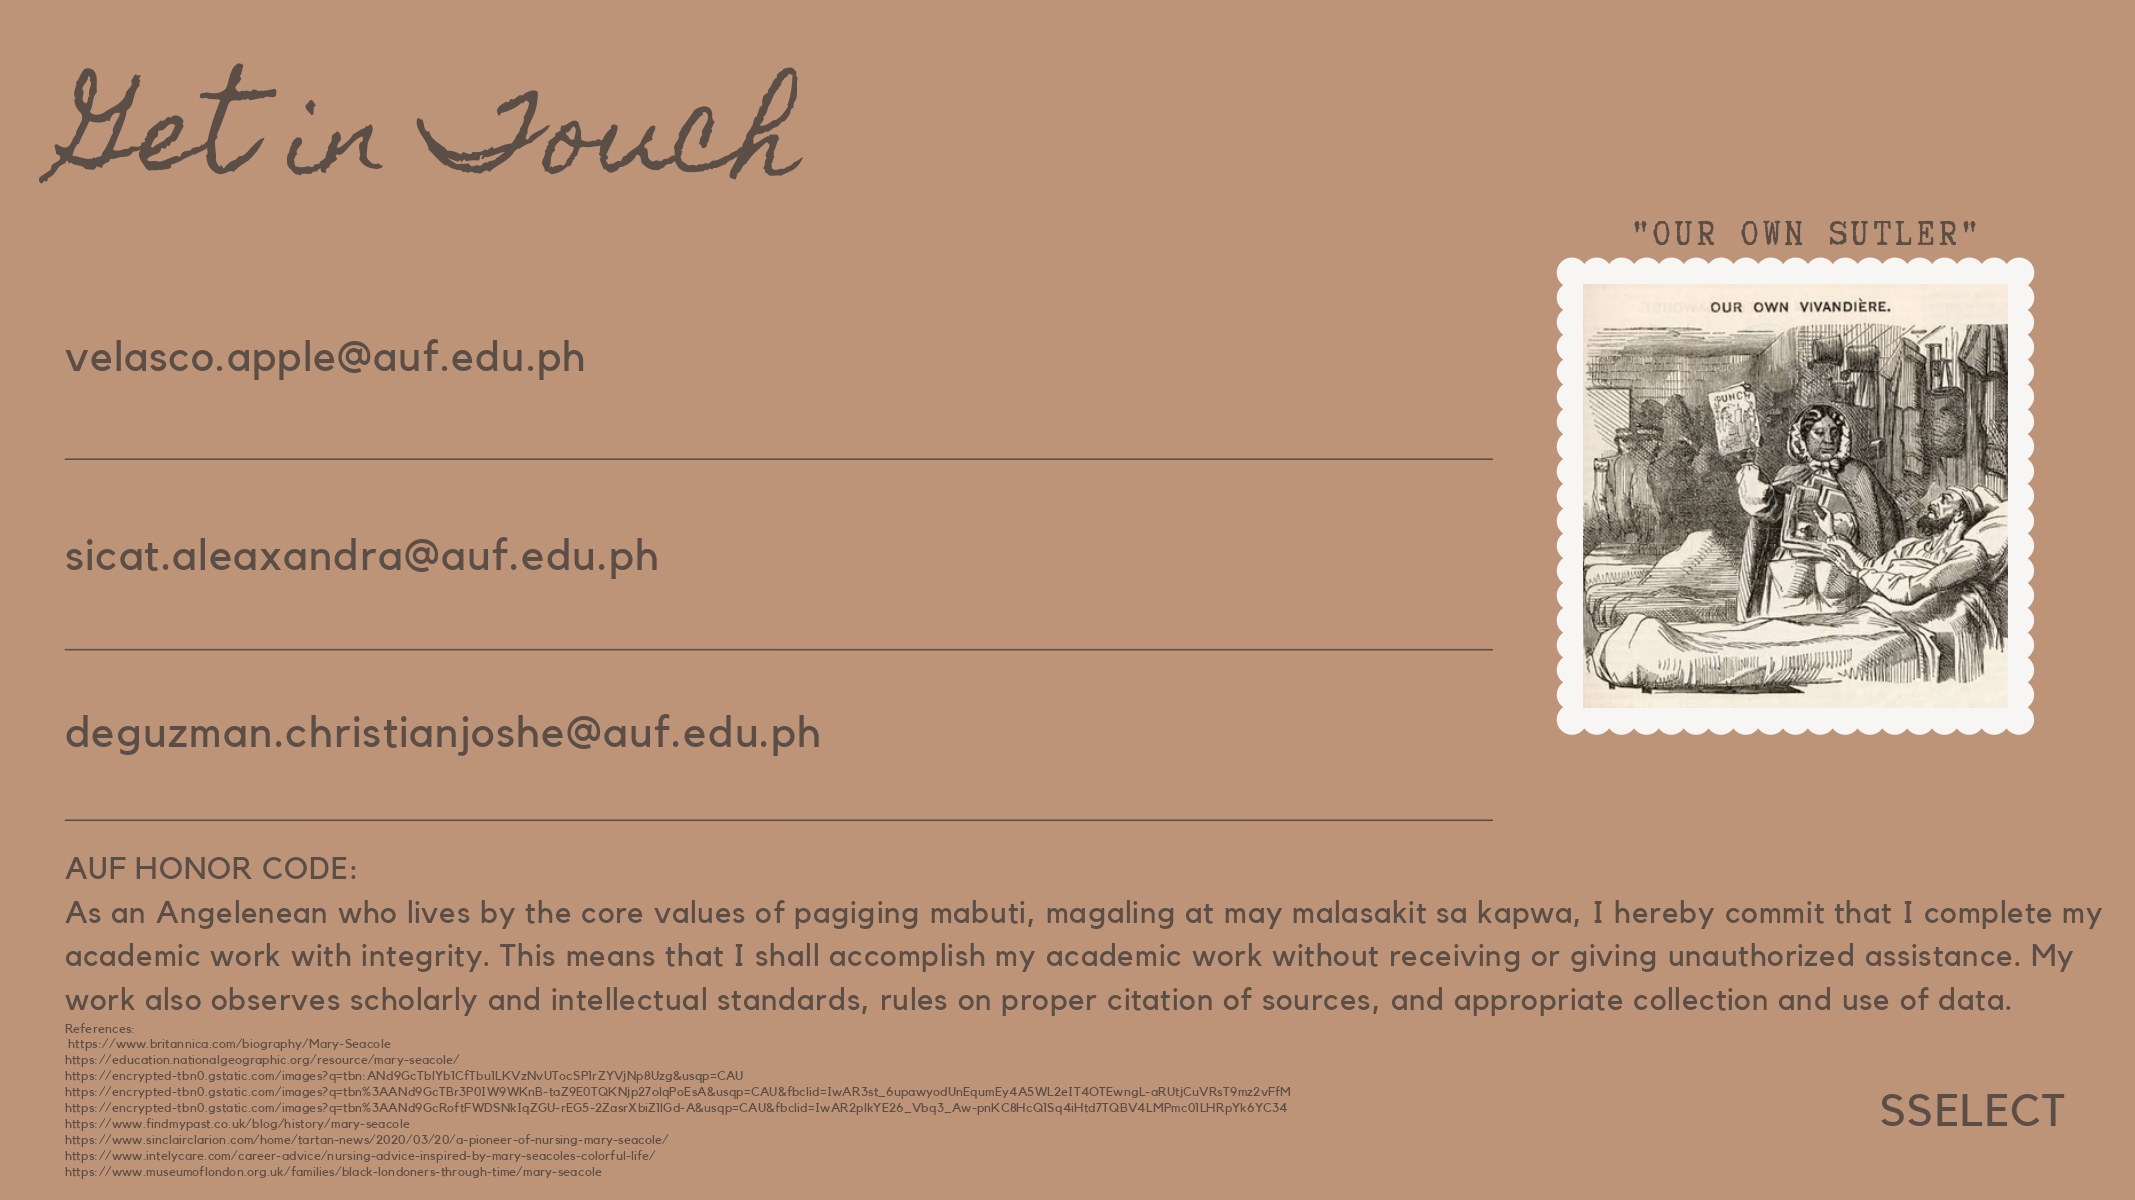 Get in Touch
"OUR OWN SUTLER"
OUR OWN VIVANDIÈRE.
PUNCH
velasco.apple@auf.edu.ph
sicat.aleaxandra@auf.edu.ph
deguzman.christianjoshe@auf.edu.ph
AUF HONOR CODE:
As an Angelenean who lives by the core values of pagiging mabuti, magaling at may malasakit sa kapwa, I hereby commit that I complete my
academic work with integrity. This means that I shall accomplish my academic work without receiving or giving unauthorized assistance. My
work also observes scholarly and intellectual standards, rules on proper citation of sources, and appropriate collection and use of data.
References:
https://www.britannica.com/biography/Mary-Seacole
https://education.nationalgeographic.org/resource/mary-seacole/
https://encrypted-tbn0.gstatic.com/images?q=tbn:ANd9GcTblYb1CfTbu1LKVzNvUTocSP1rZYVjNp8Uzg&usqp=CAU
https://encrypted-tbn0.gstatic.com/images?q=tbn%3AANd9GcTBr3P0IW9WKnB-taZ9E0TQKNjp27olqPoEsA&usqp=CAU&fbclid=IwAR3st_6upawyodUnEqumEy4A5WL2eIT4OTEwngL-aRUtjCuVRsT9mz2vFfM
https://encrypted-tbn0.gstatic.com/images?q=tbn%3AANd9GcRoftFWDSNkIqZGU-rEG5-2ZasrXbiZ1lGd-A&usqp=CAU&fbclid=IwAR2plkYE26_Vbq3_Aw-pnKC8HcQ1Sq4iHtd7TQBV4LMPmc01LHRpYk6YC34
https://www.findmypast.co.uk/blog/history/mary-seacole
https://www.sinclairclarion.com/home/tartan-news/2020/03/20/a-pioneer-of-nursing-mary-seacole/
https://www.intelycare.com/career-advice/nursing-advice-inspired-by-mary-seacoles-colorful-life/
https://www.museumoflondon.org.uk/families/black-londoners-through-time/mary-seacole
SSELECT